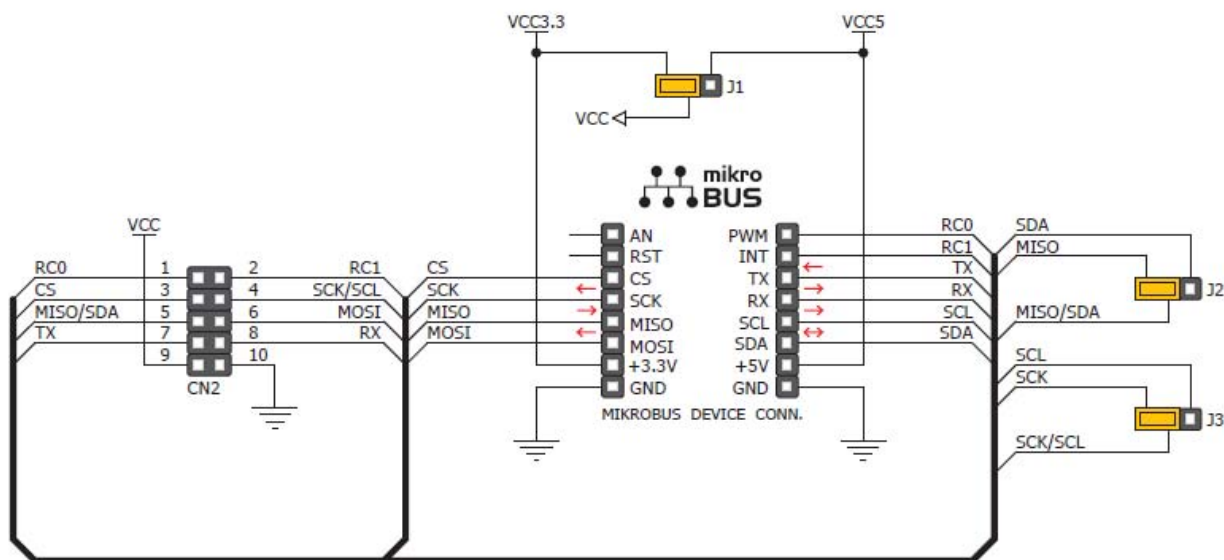 VCC3.3
VCC5
J1
VCC
mikro
BUS
VCC
AN PWM RC0 SDA
RST INT RC1 MISO
RC0 1 2 RC1 CS CS TX TX
CS 3 4 SCK/SCL SCK SCK RX RX J2
MISO/SDA 5 6 MOSI MISO MISO SCL SCL MISO/SDA
TX 7 8 RX MOSI MOSI SDA SDA
9 10 +3.3V +5V SCL
CN2 GND GND SCK
MIKROBUS DEVICE CONN. J3
SCK/SCL